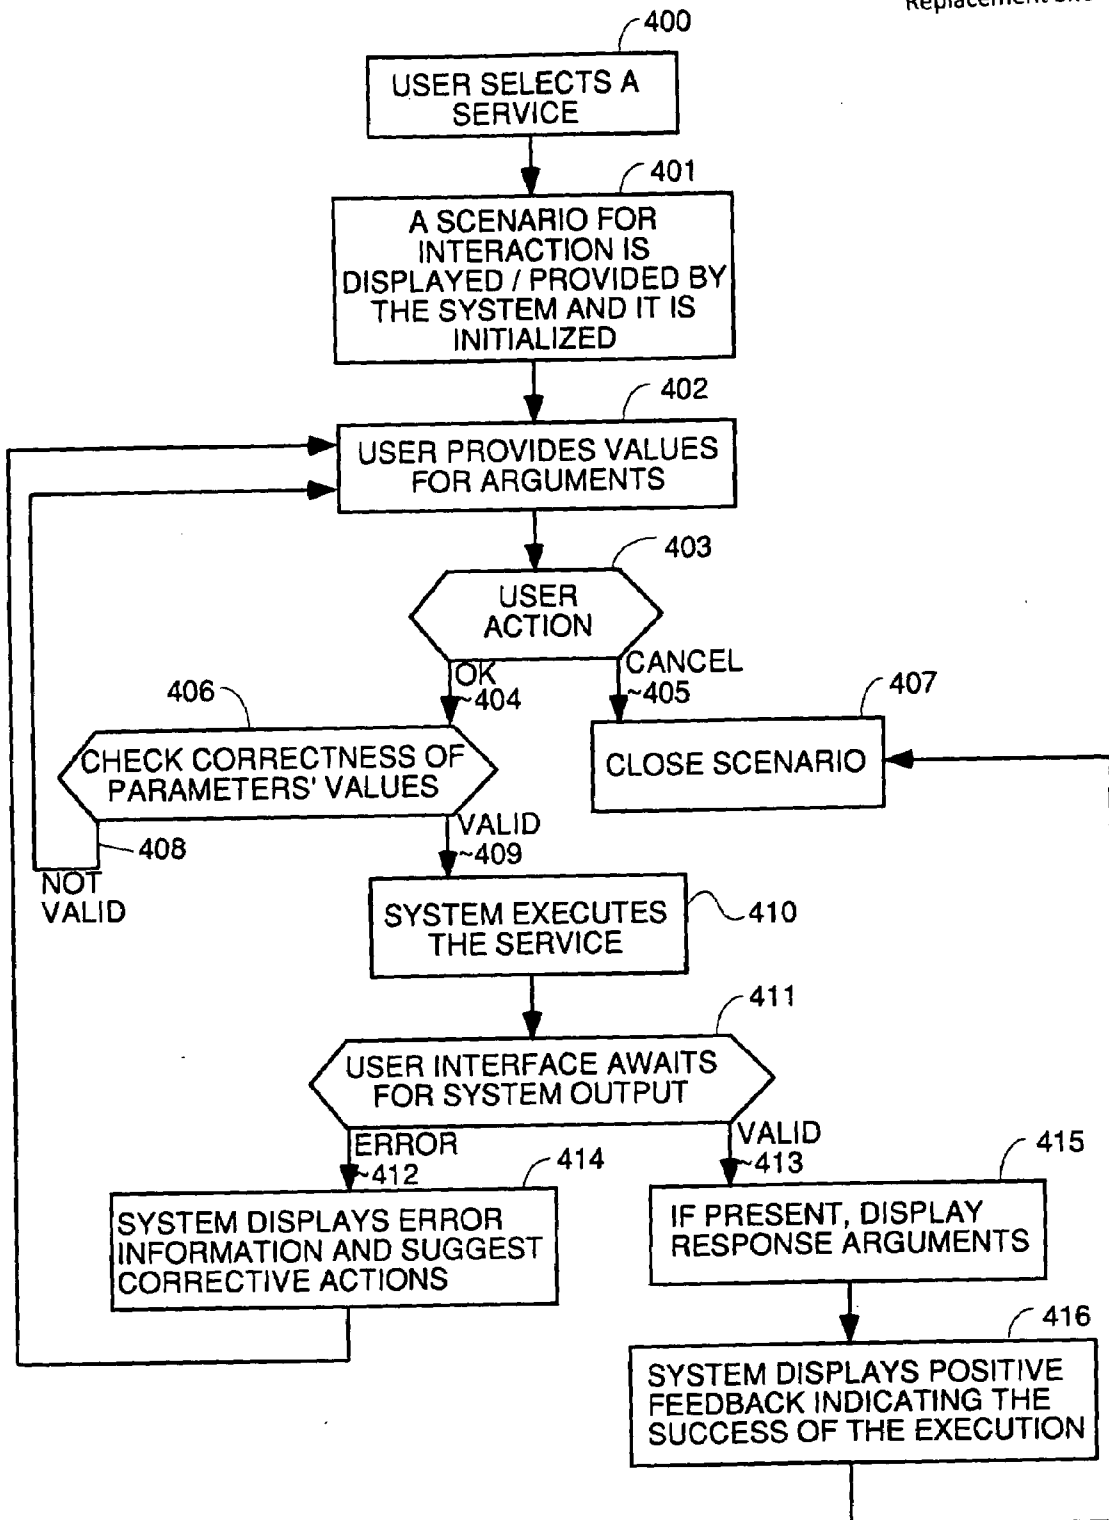 Replacement
400
USER SELECTS A
SERVICE
401
A SCENARIO FOR
INTERACTION IS
DISPLAYED / PROVIDED BY
THE SYSTEM AND IT IS
INITIALIZED
402
USER PROVIDES VALUES
FOR ARGUMENTS
403
USER
ACTION
OK
~404
CANCEL
~405
406
407
CHECK CORRECTNESS OF
PARAMETERS' VALUES
CLOSE SCENARIO
408
NOT
VALID
VALID
~409
SYSTEM EXECUTES
THE SERVICE
410
411
USER INTERFACE AWAITS
FOR SYSTEM OUTPUT
ERROR
~412
VALID
~413
414
415
SYSTEM DISPLAYS ERROR
INFORMATION AND SUGGEST
CORRECTIVE ACTIONS
IF PRESENT, DISPLAY
RESPONSE ARGUMENTS
416
SYSTEM DISPLAYS POSITIVE
FEEDBACK INDICATING THE
SUCCESS OF THE EXECUTION